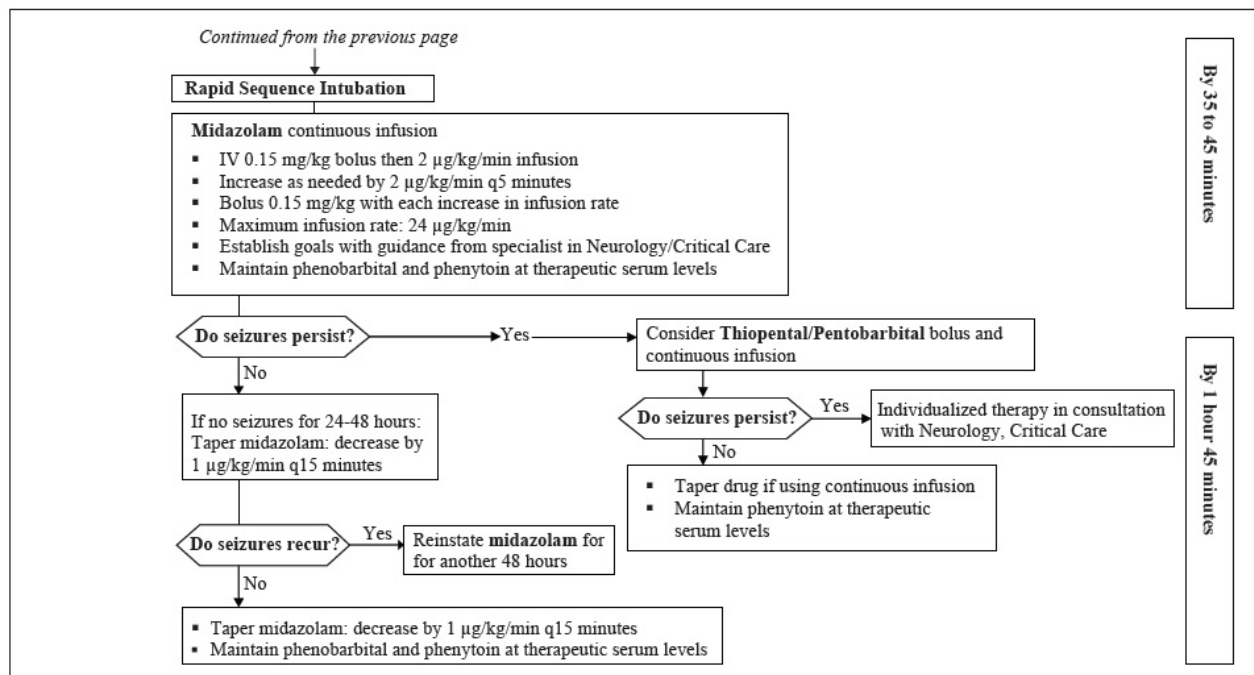 Continued from the previous page
Rapid Sequence Intubation
Midazolam continuous infusion
▪ IV 0.15 mg/kg bolus then 2 µg/kg/min infusion
▪ Increase as needed by 2 µg/kg/min q5 minutes
▪ Bolus 0.15 mg/kg with each increase in infusion rate
▪ Maximum infusion rate: 24 µg/kg/min
▪ Establish goals with guidance from specialist in Neurology/Critical Care
▪ Maintain phenobarbital and phenytoin at therapeutic serum levels
By 35 to 45 minutes
Do seizures persist?
Yes
Consider Thiopental/Pentobarbital bolus and
continuous infusion
No
If no seizures for 24-48 hours:
Taper midazolam: decrease by
1 µg/kg/min q15 minutes
Do seizures persist?
Yes
Individualized therapy in consultation
with Neurology, Critical Care
No
▪ Taper drug if using continuous infusion
▪ Maintain phenytoin at therapeutic
serum levels
Do seizures recur?
Yes
Reinstate midazolam for
for another 48 hours
No
▪ Taper midazolam: decrease by 1 µg/kg/min q15 minutes
▪ Maintain phenobarbital and phenytoin at therapeutic serum levels
By 1 hour 45 minutes